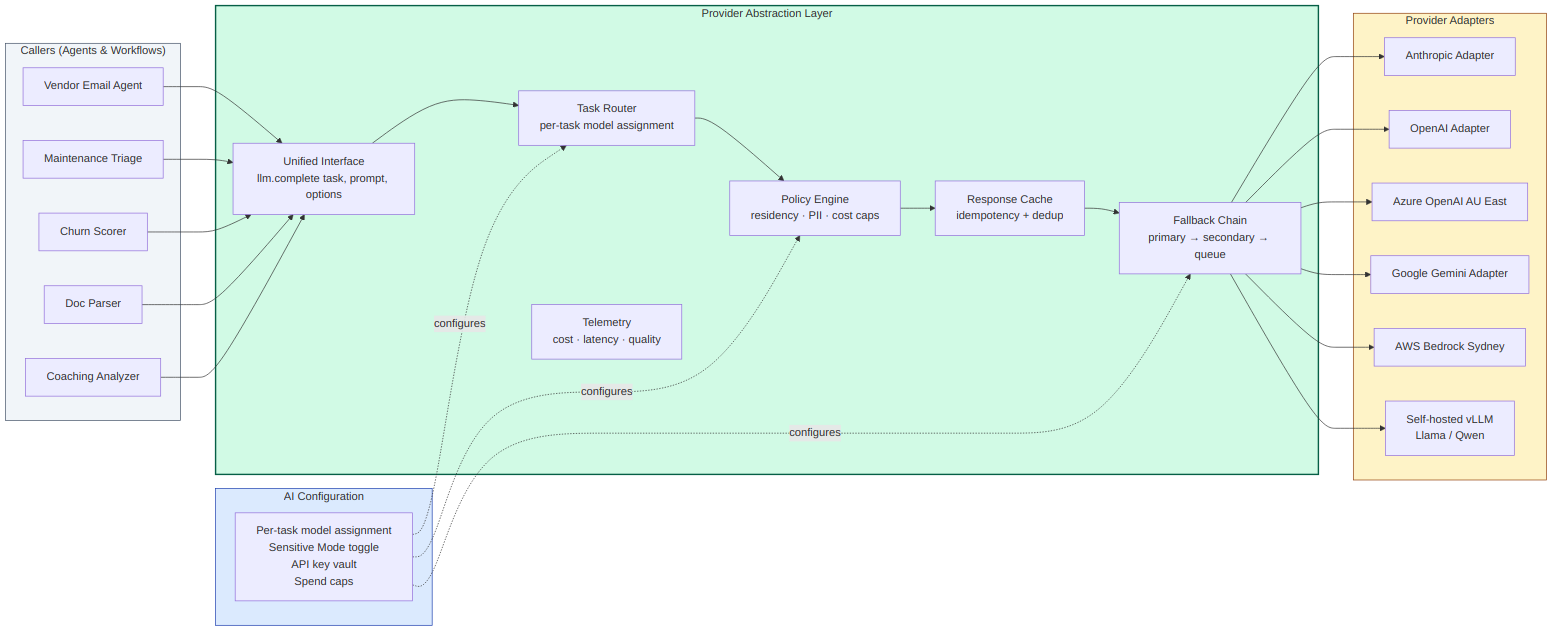 Callers (Agents & Workflows)
Vendor Email Agent
Maintenance Triage
Churn Scorer
Doc Parser
Coaching Analyzer
Provider Abstraction Layer
Unified Interface
llm.complete task, prompt,
options
Task Router
per-task model assignment
Policy Engine
residency · PII · cost caps
Response Cache
idempotency + dedup
Fallback Chain
primary → secondary →
queue
Telemetry
cost · latency · quality
configures
configures
configures
AI Configuration
Per-task model assignment
Sensitive Mode toggle
API key vault
Spend caps
Provider Adapters
Anthropic Adapter
OpenAI Adapter
Azure OpenAI AU East
Google Gemini Adapter
AWS Bedrock Sydney
Self-hosted vLLM
Llama / Qwen